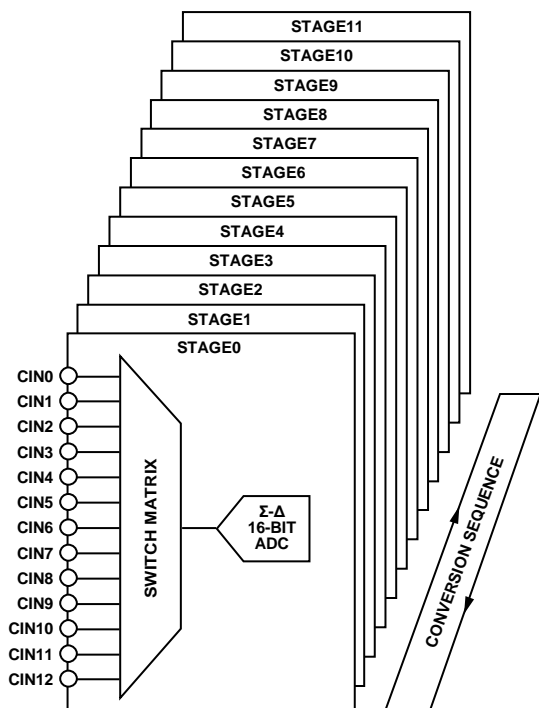 STAGE11
STAGE10
STAGE9
STAGE8
STAGE7
STAGE6
STAGE5
STAGE4
STAGE3
STAGE2
STAGE1
STAGE0
CIN0
CIN1
CIN2
CIN3
CIN4
CIN5
CIN6
CIN7
CIN8
CIN9
CIN10
CIN11
CIN12
SWITCH MATRIX
Σ-Δ
16-BIT
ADC
CONVERSION SEQUENCE